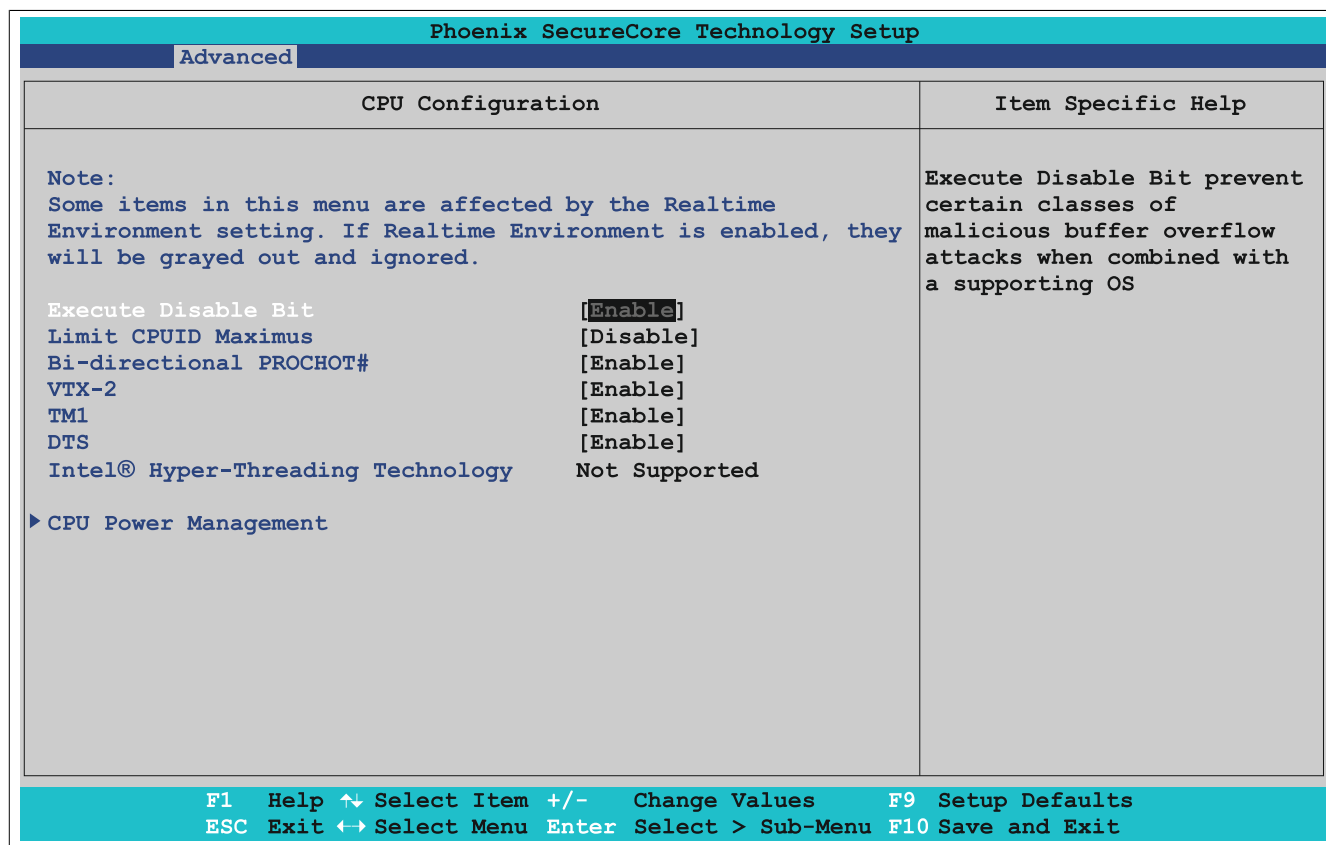 Phoenix SecureCore Technology Setup
Advanced
CPU Configuration
Item Specific Help
Note:
Some items in this menu are affected by the Realtime
Environment setting. If Realtime Environment is enabled, they
will be grayed out and ignored.
Execute Disable Bit [Enable]
Limit CPUID Maximus [Disable]
Bi-directional PROCHOT# [Enable]
VTX-2 [Enable]
TM1 [Enable]
DTS [Enable]
Intel® Hyper-Threading Technology Not Supported
CPU Power Management
Execute Disable Bit prevent
certain classes of
malicious buffer overflow
attacks when combined with
a supporting OS
F1 Help ↑↓ Select Item +/- Change Values F9 Setup Defaults
ESC Exit ←→ Select Menu Enter Select > Sub-Menu F10 Save and Exit